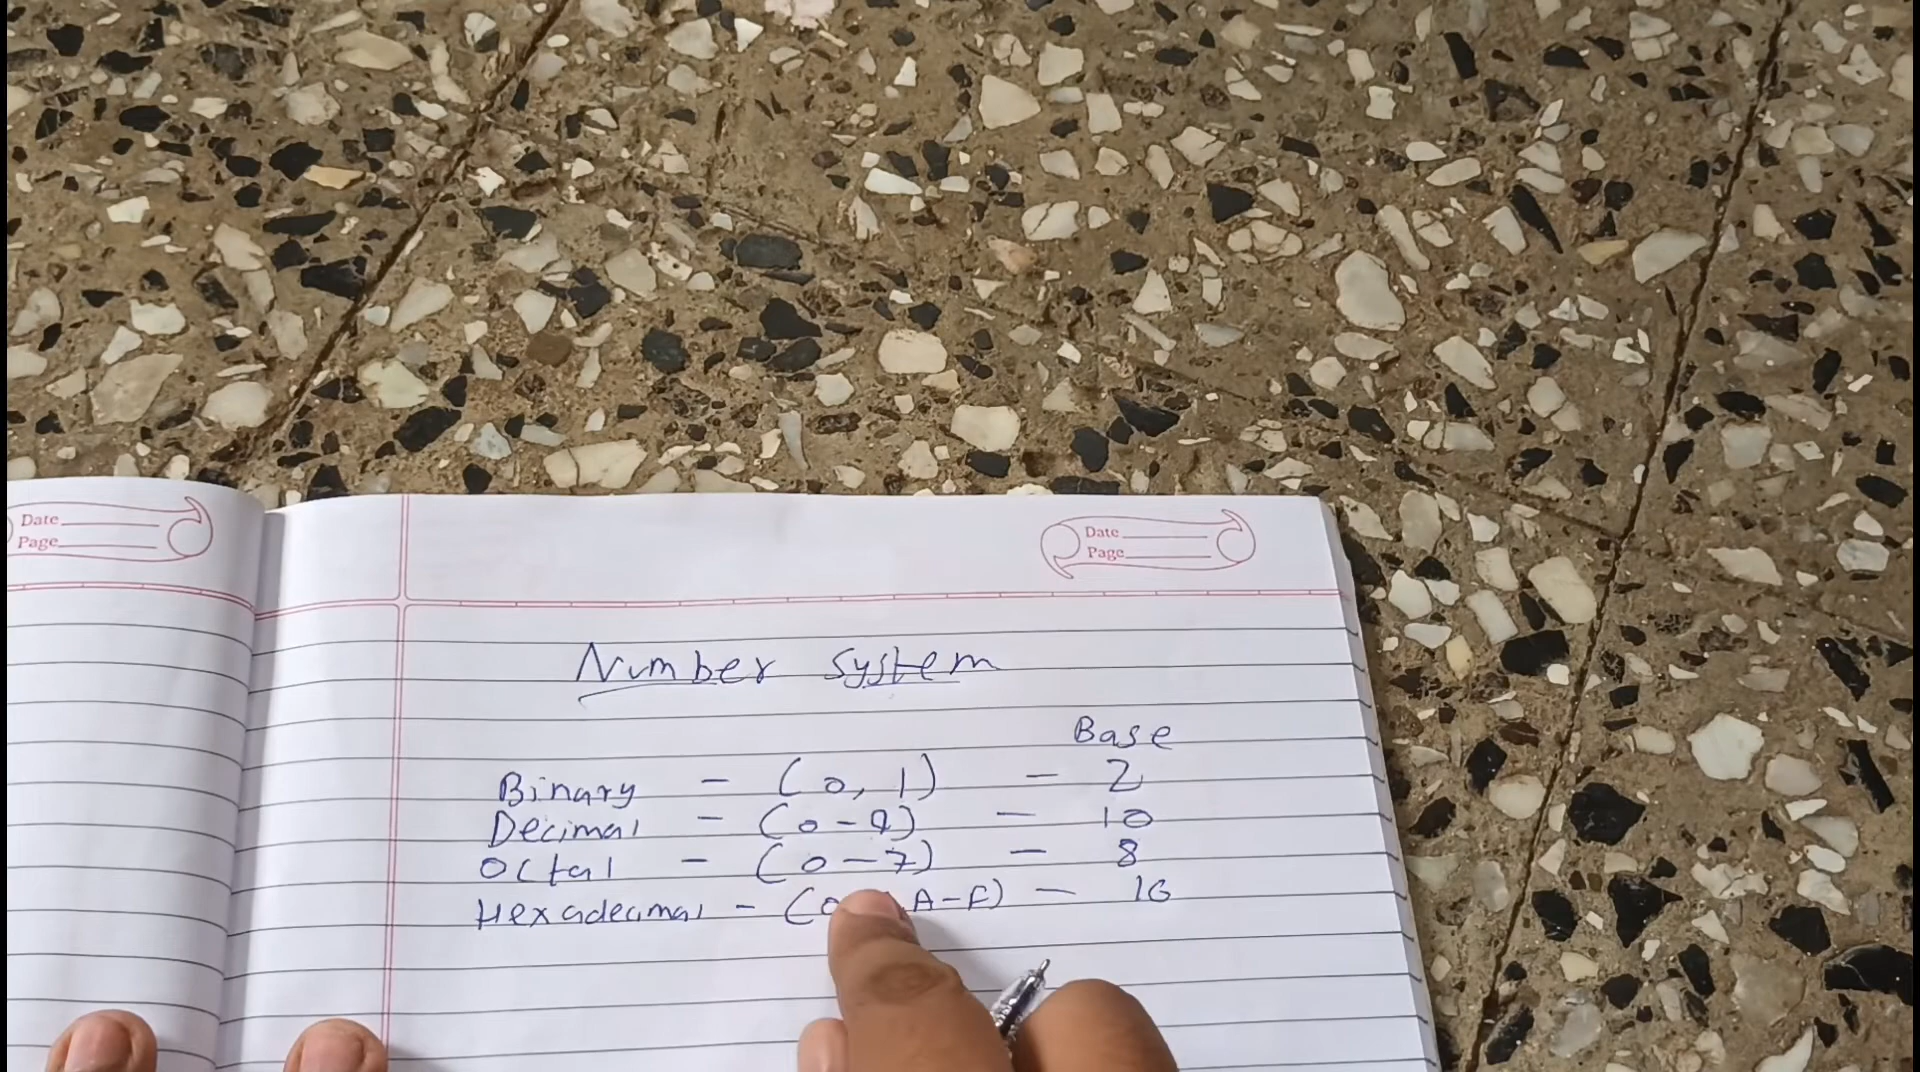 Date
Page
Date
Page
Number system
Base
Binary - (0, 1) - 2
Decimal - (0 - 9) - 10
Octal - (0 - 7) - 8
Hexadecimal - (0 A - F) - 16